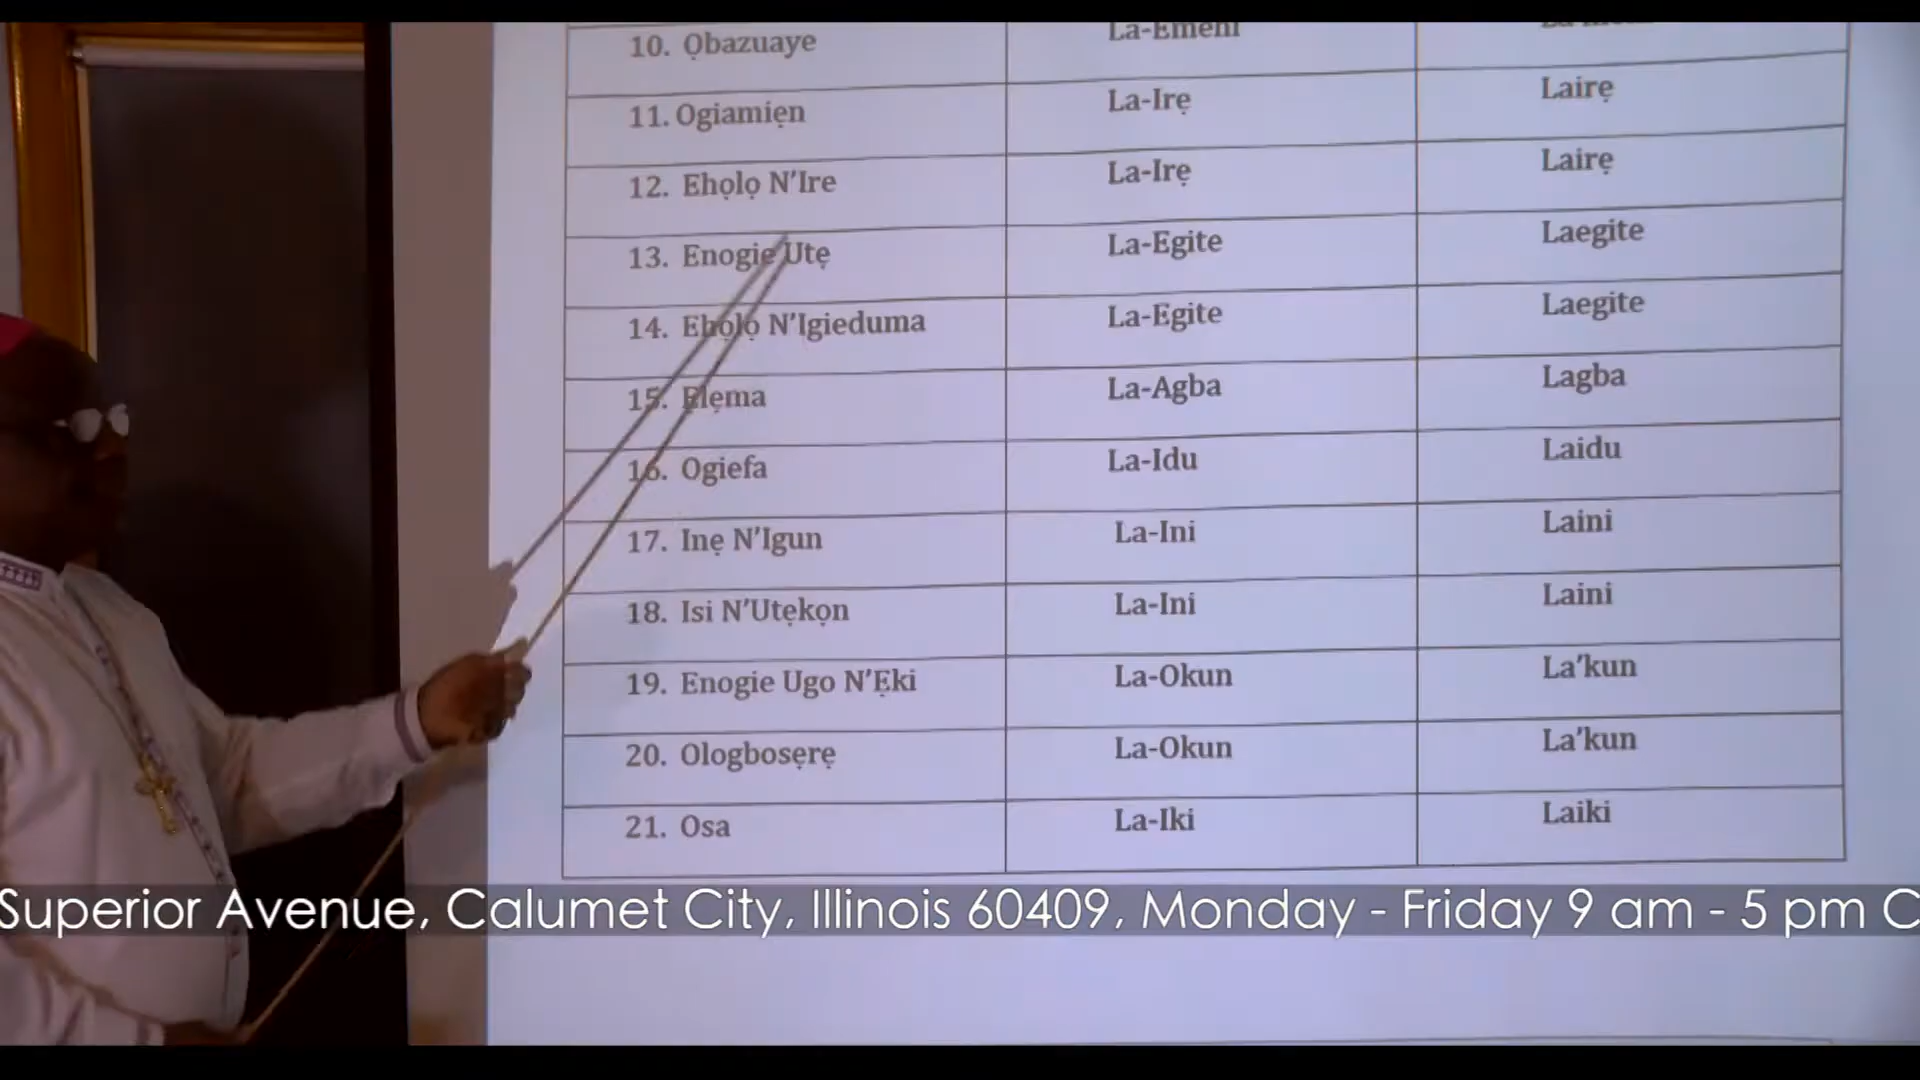 10. Ọbazuaye La-Emehi
11. Ogiamiẹn La-Irẹ Lairẹ
12. Ehọlọ N’Ire La-Irẹ Lairẹ
13. Enogie Utẹ La-Egite Laegite
14. Ehọlọ N’Igieduma La-Egite Laegite
15. Ẹlẹma La-Agba Lagba
16. Ogiefa La-Idu Laidu
17. Inẹ N’Igun La-Ini Laini
18. Isi N’Utẹkọn La-Ini Laini
19. Enogie Ugo N’Ẹki La-Okun La’kun
20. Ologbosẹrẹ La-Okun La’kun
21. Osa La-Iki Laiki
Superior Avenue, Calumet City, Illinois 60409, Monday - Friday 9 am - 5 pm C